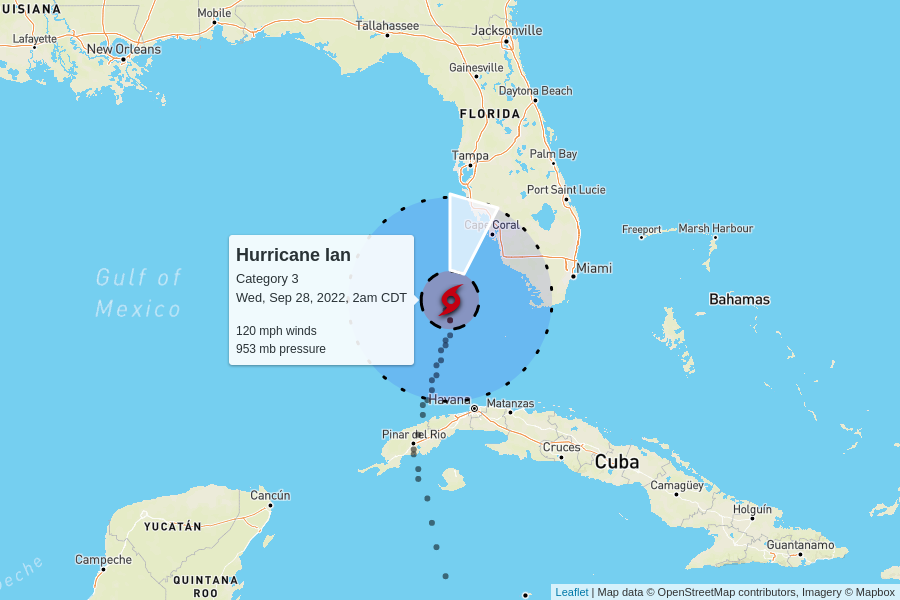 UISIANA
Mobile
Tallahassee
Jacksonville
Lafayette
New Orleans
Gainesville
Daytona Beach
FLORIDA
Tampa
Palm Bay
Port Saint Lucie
Cape Coral
Freeport
Marsh Harbour
Hurricane Ian
Category 3
Wed, Sep 28, 2022, 2am CDT
120 mph winds
953 mb pressure
Gulf of
Mexico
Miami
Bahamas
Havana
Matanzas
Pinar del Rio
Cruces
Cuba
Camagüey
Holguín
Guantanamo
Cancún
YUCATÁN
Campeche
QUINTANA
ROO
peche
Leaflet | Map data © OpenStreetMap contributors, Imagery © Mapbox